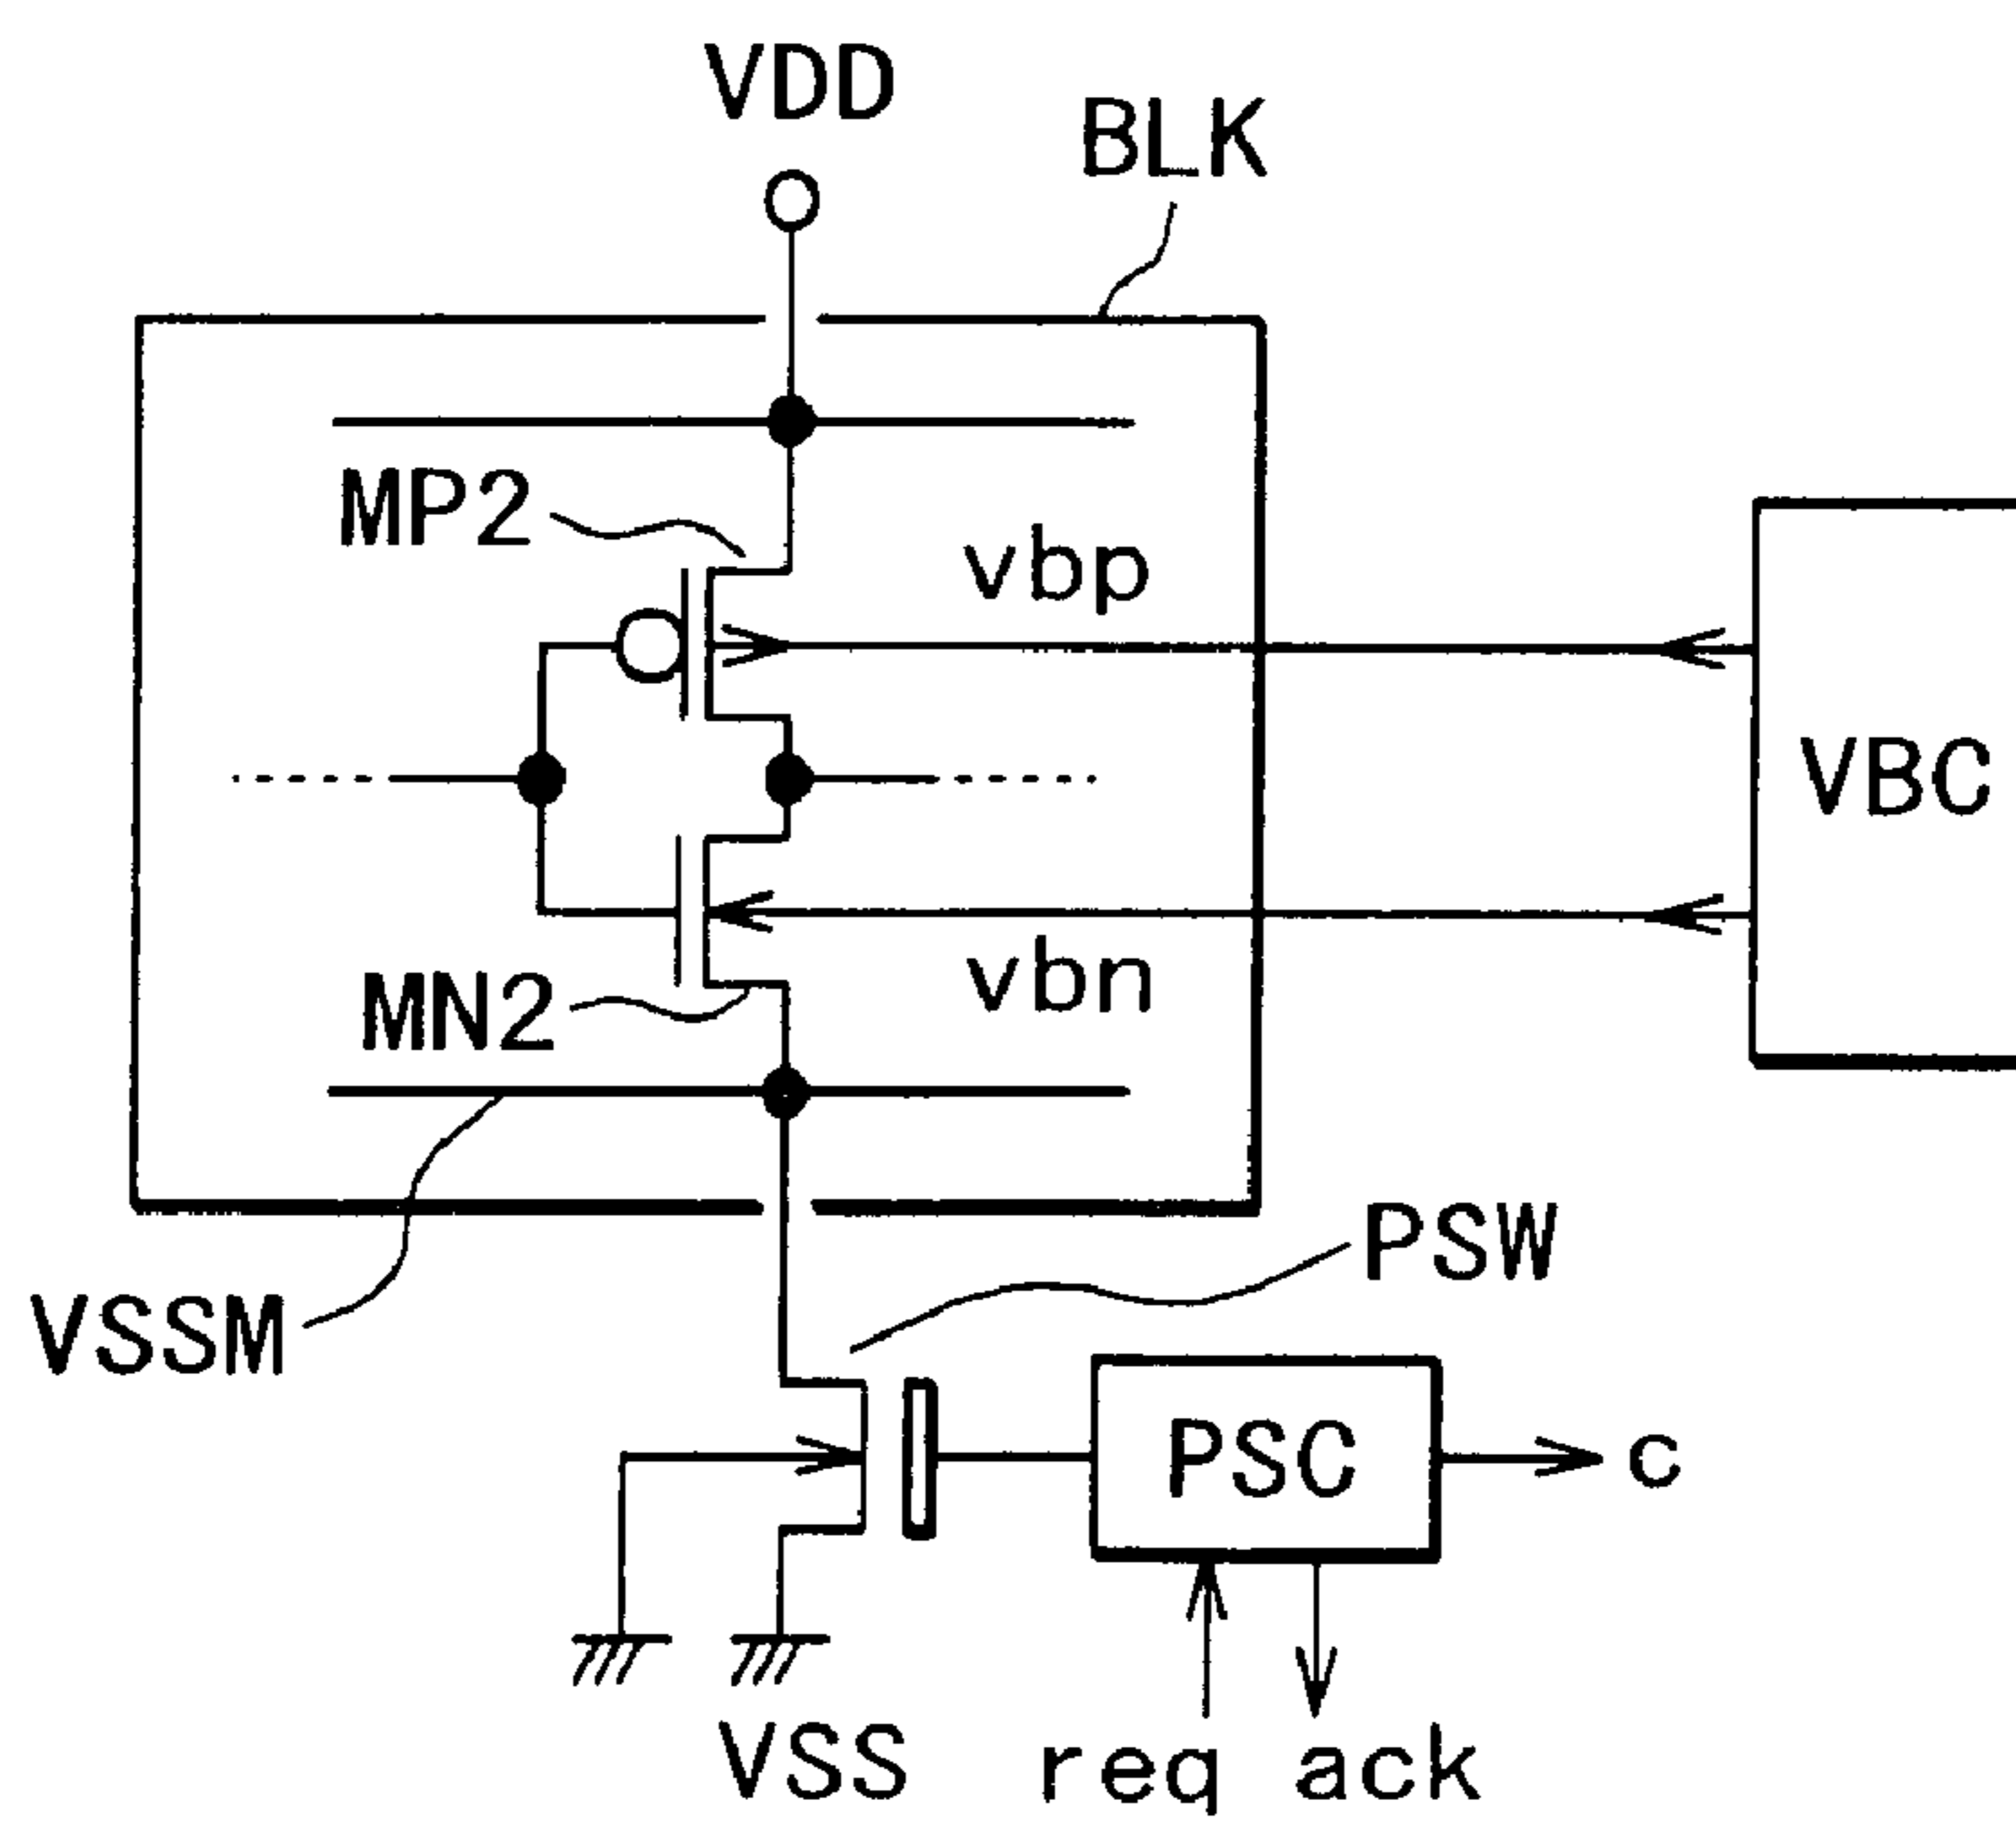 VDD
BLK
MP2
vbp
VBC
MN2
vbn
VSSM
PSW
PSC
c
VSS
req
ack